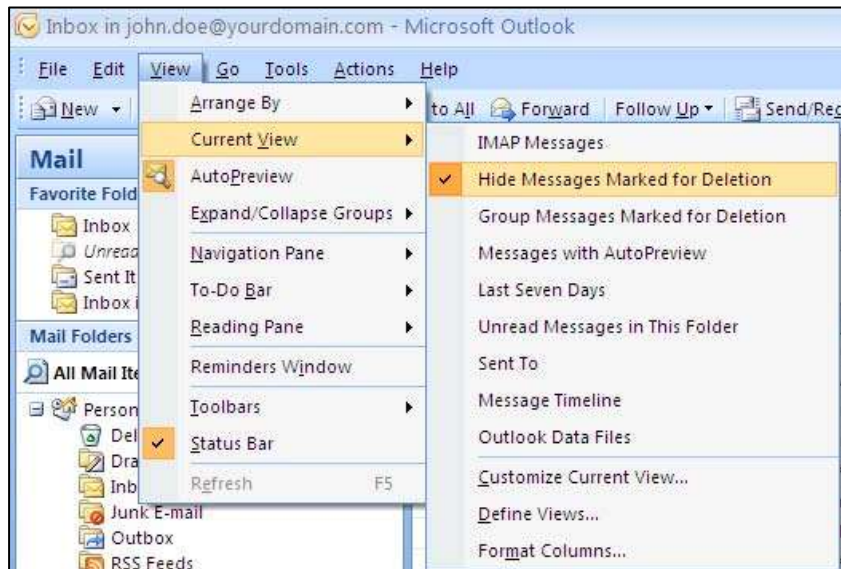 Inbox in john.doe@yourdomain.com - Microsoft Outlook
File Edit View Go Tools Actions Help
New to All Forward Follow Up Send/Rec
Mail
Favorite Fold
Inbox
Unread
Sent It
Inbox i
Mail Folders
All Mail Ite
Person
Del
Dra
Inb
Junk E-mail
Outbox
RSS Feeds
Arrange By
Current View
AutoPreview
Expand/Collapse Groups
Navigation Pane
To-Do Bar
Reading Pane
Reminders Window
Toolbars
Status Bar
Refresh F5
IMAP Messages
Hide Messages Marked for Deletion
Group Messages Marked for Deletion
Messages with AutoPreview
Last Seven Days
Unread Messages in This Folder
Sent To
Message Timeline
Outlook Data Files
Customize Current View...
Define Views...
Format Columns...